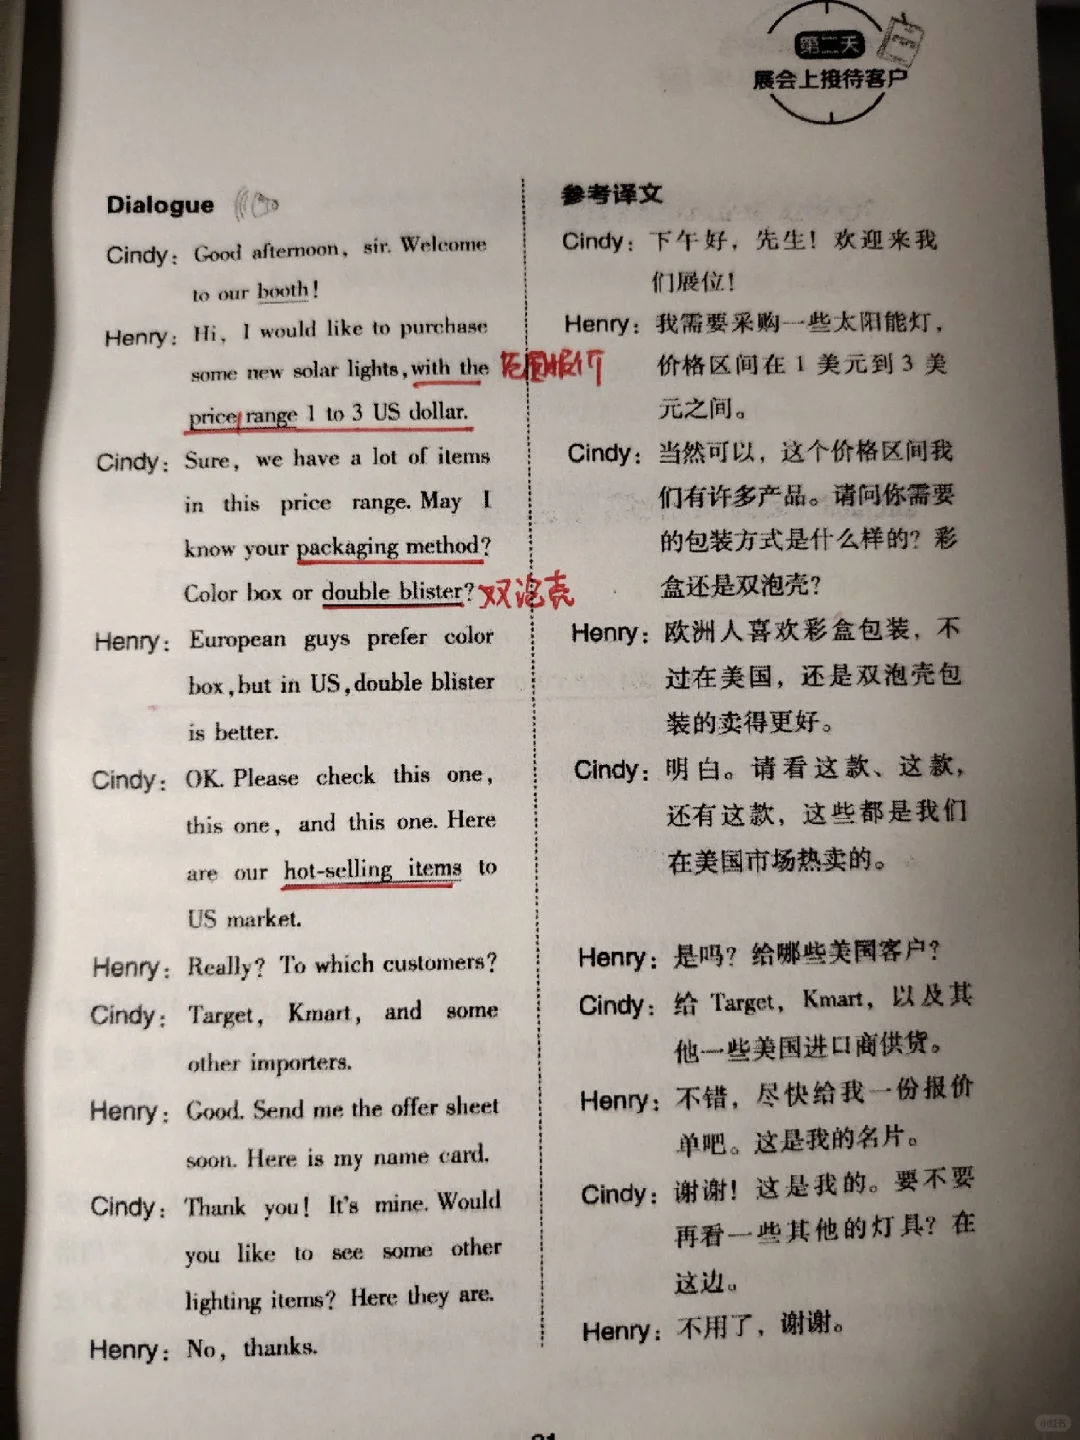 第二天
展会上接待客户
Dialogue
Cindy: Good afternoon, sir. Welcome
to our booth!
Henry: Hi, I would like to purchase
some new solar lights, with the
范围报价
price range 1 to 3 US dollar.
Cindy: Sure, we have a lot of items
in this price range. May I
know your packaging method?
Color box or double blister?
双泡壳
Henry: European guys prefer color
box, but in US, double blister
is better.
Cindy: OK. Please check this one,
this one, and this one. Here
are our hot-selling items to
US market.
Henry: Really? To which customers?
Cindy: Target, Kmart, and some
other importers.
Henry: Good. Send me the offer sheet
soon. Here is my name card.
Cindy: Thank you! It's mine. Would
you like to see some other
lighting items? Here they are.
Henry: No, thanks.
参考译文
Cindy: 下午好，先生！欢迎来我
们展位！
Henry: 我需要采购一些太阳能灯，
价格区间在 1 美元到 3 美
元之间。
Cindy: 当然可以，这个价格区间我
们有许多产品。请问你需要
的包装方式是什么样的？彩
盒还是双泡壳？
Henry: 欧洲人喜欢彩盒包装，不
过在美国，还是双泡壳包
装的卖得更好。
Cindy: 明白。请看这款、这款，
还有这款，这些都是我们
在美国市场热卖的。
Henry: 是吗？给哪些美国客户？
Cindy: 给 Target，Kmart，以及其
他一些美国进口商供货。
Henry: 不错，尽快给我一份报价
单吧。这是我的名片。
Cindy: 谢谢！这是我的。要不要
再看一些其他的灯具？在
这边。
Henry: 不用了，谢谢。
小红书